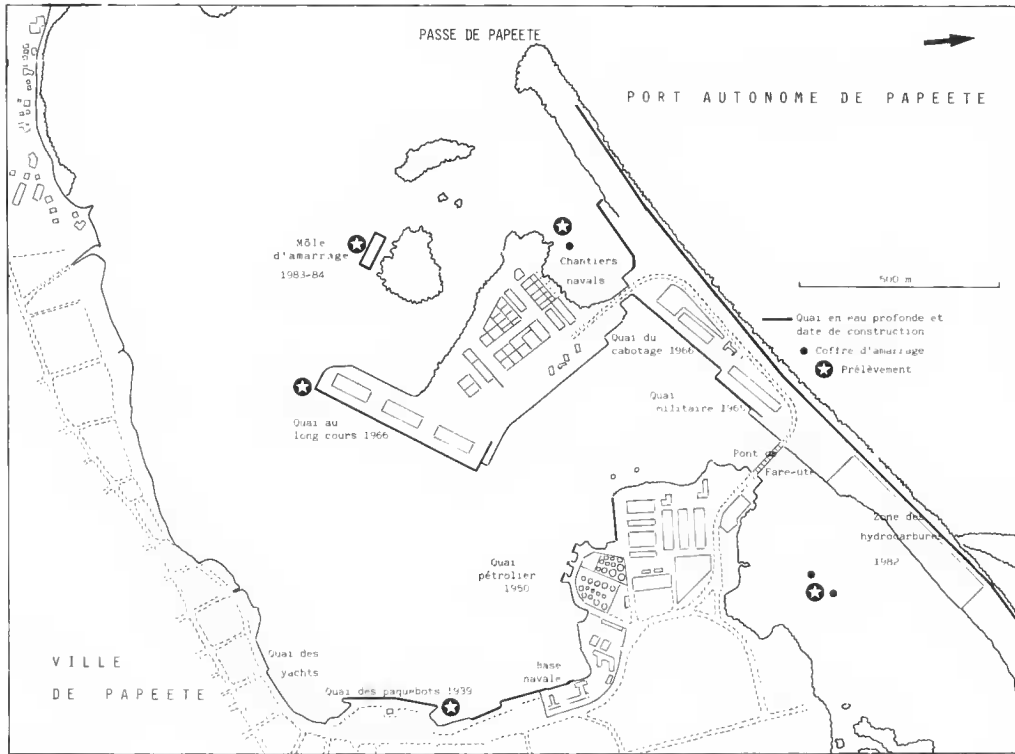 PASSE DE PAPEETE
PORT AUTONOME DE PAPEETE
Môle
d'amarrage
1983-84
Chantiers
navals
500 m
Quai en eau profonde et
date de construction
Coffre d'amarrage
Prélèvement
Quai du
cabotage 1966
Quai au
long cours 1966
Quai
militaire 1965
Pont de
Fare-ute
Zone des
hydrocarbures
1982
Quai
pétrolier
1950
VILLE
DE PAPEETE
Quai des
yachts
Quai des paquebots 1939
Base
navale